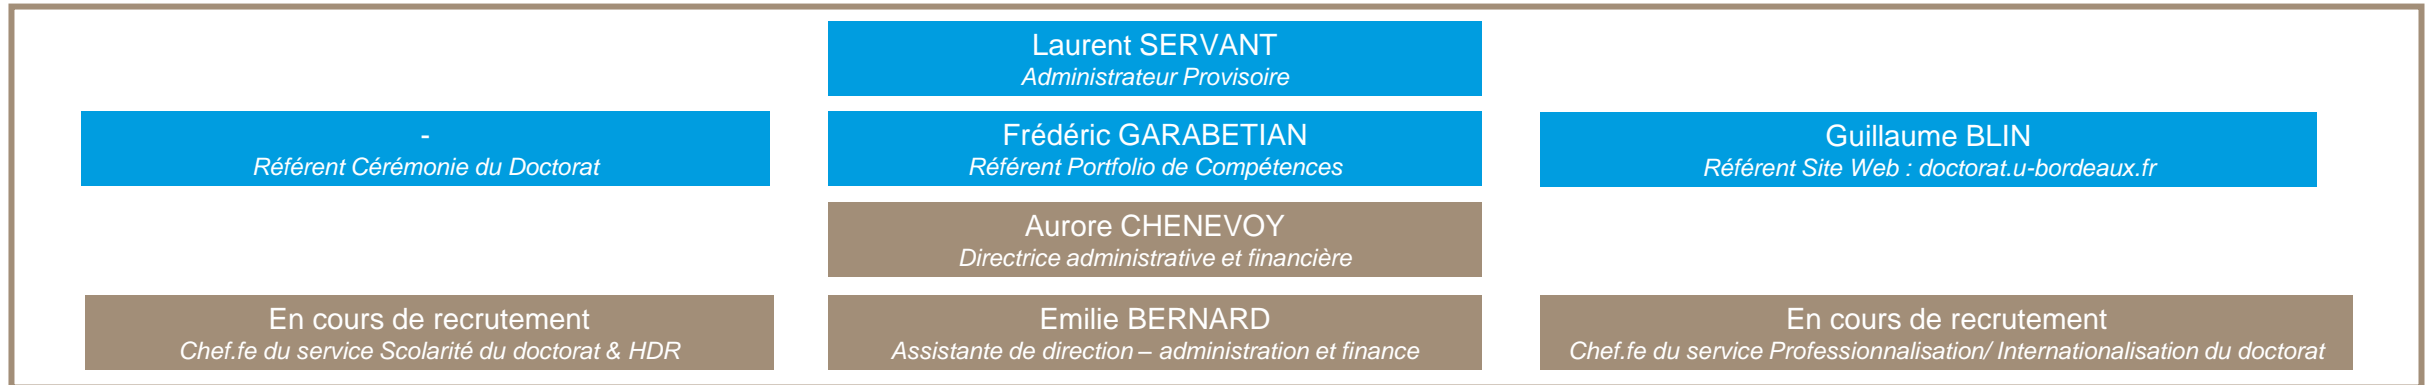 Laurent SERVANT
Administrateur Provisoire
-
Référent Cérémonie du Doctorat
Frédéric GARABETIAN
Référent Portfolio de Compétences
Guillaume BLIN
Référent Site Web : doctorat.u-bordeaux.fr
Aurore CHENEVOY
Directrice administrative et financière
En cours de recrutement
Chef.fe du service Scolarité du doctorat & HDR
Emilie BERNARD
Assistante de direction – administration et finance
En cours de recrutement
Chef.fe du service Professionnalisation/ Internationalisation du doctorat